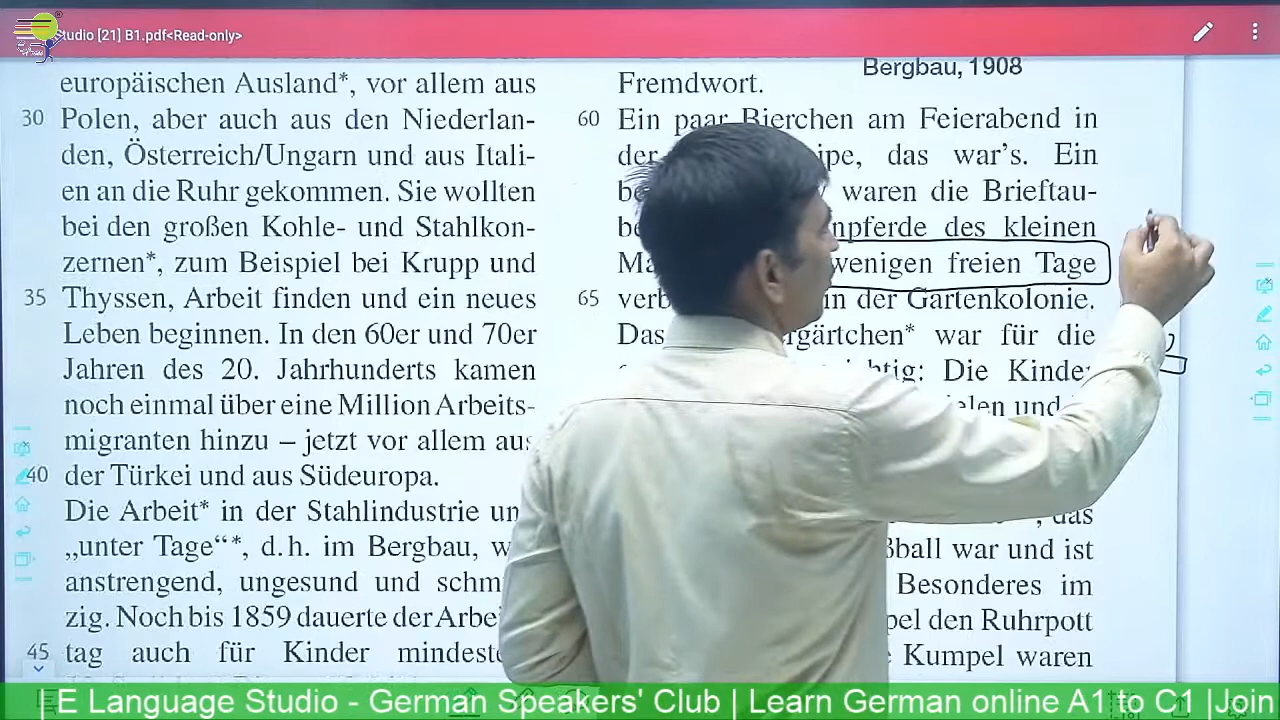 tudio [21] B1.pdf<Read-only>
europäischen Ausland*, vor allem aus
30 Polen, aber auch aus den Niederlan-
den, Österreich/Ungarn und aus Itali-
en an die Ruhr gekommen. Sie wollten
bei den großen Kohle- und Stahlkon-
zernen*, zum Beispiel bei Krupp und
35 Thyssen, Arbeit finden und ein neues
Leben beginnen. In den 60er und 70er
Jahren des 20. Jahrhunderts kamen
noch einmal über eine Million Arbeits-
migranten hinzu – jetzt vor allem aus
40 der Türkei und aus Südeuropa.
Die Arbeit* in der Stahlindustrie un
„unter Tage“*, d. h. im Bergbau, w
anstrengend, ungesund und schm
zig. Noch bis 1859 dauerte der Arbe
45 tag auch für Kinder mindest
Bergbau, 1908
Fremdwort.
60 Ein paar Bierchen am Feierabend in
der ipe, das war’s. Ein
be waren die Brieftau-
be npferde des kleinen
Ma wenigen freien Tage
65 verb in der Gartenkolonie.
Das rgärtchen* war für die
htig: Die Kinder
ielen und
, das
ßball war und ist
Besonderes im
pel den Ruhrpott
Kumpel waren
| E Language Studio - German Speakers' Club | Learn German online A1 to C1 | Join